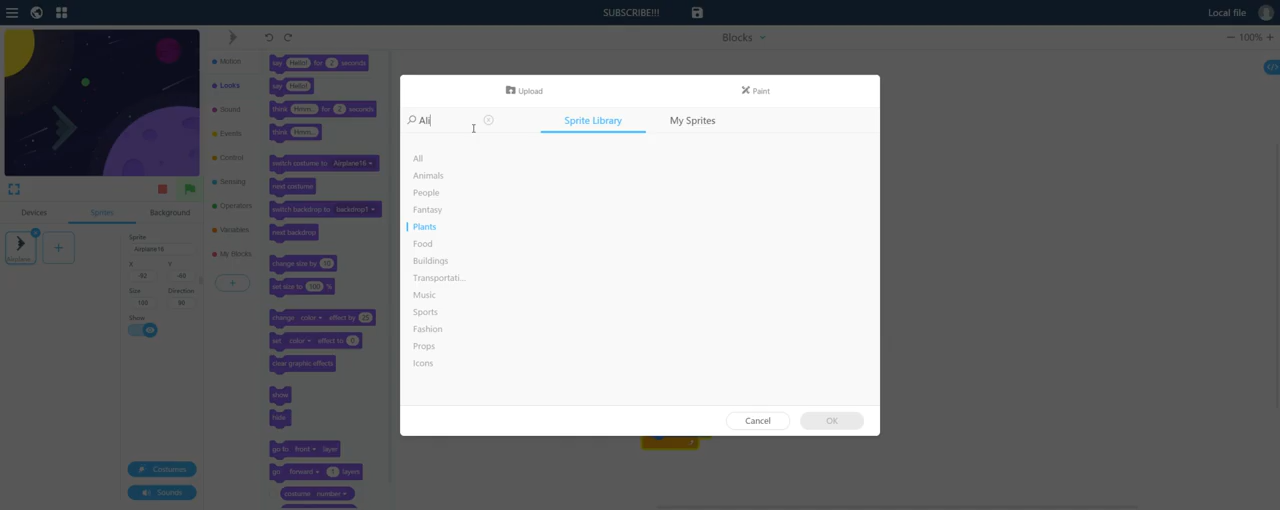 SUBSCRIBE!!!
Local file
Blocks
100%
Motion
Looks
Sound
Events
Control
Sensing
Operators
Variables
My Blocks
say Hello! for 2 seconds
say Hello!
think Hmm... for 2 seconds
think Hmm...
switch costume to Airplane16
next costume
switch backdrop to backdrop1
next backdrop
change size by 10
set size to 100 %
change color effect by 25
set color effect to 0
clear graphic effects
show
hide
go to front layer
go forward 1 layers
costume number
Devices
Sprites
Background
Sprite
Airplane16
X
Y
-92
-48
Size
Direction
100
90
Show
Costumes
Sounds
Upload
Paint
Ali
Sprite Library
My Sprites
All
Animals
People
Fantasy
Plants
Food
Buildings
Transportati...
Music
Sports
Fashion
Props
Icons
Cancel
OK